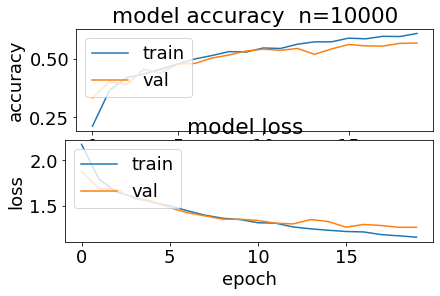 model accuracy  n=10000
accuracy
0.50
0.25
train
val
model loss
loss
2.0
1.5
train
val
0
5
10
15
epoch